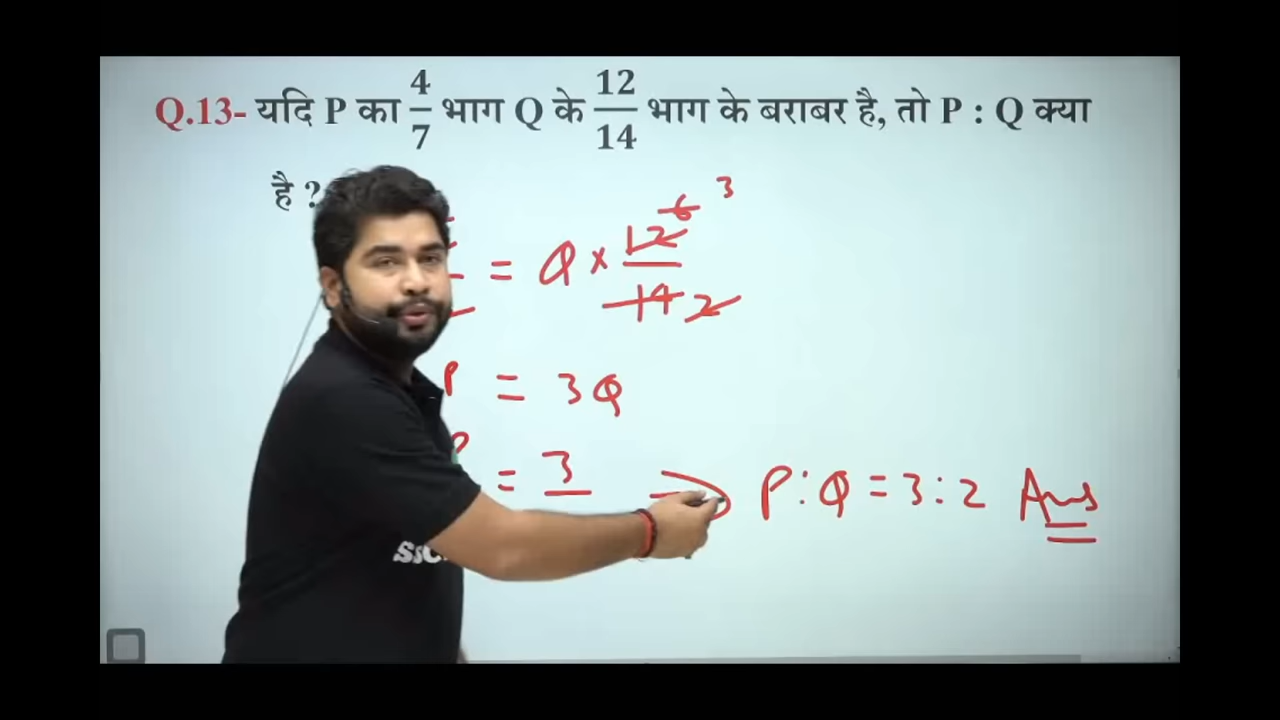 Q.13- यदि P का 4/7 भाग Q के 12/14 भाग के बराबर है, तो P : Q क्या
है ?
= Q × 12/14 6 3 2
P = 3Q
P = 3 ⇒ P : Q = 3 : 2 Ans